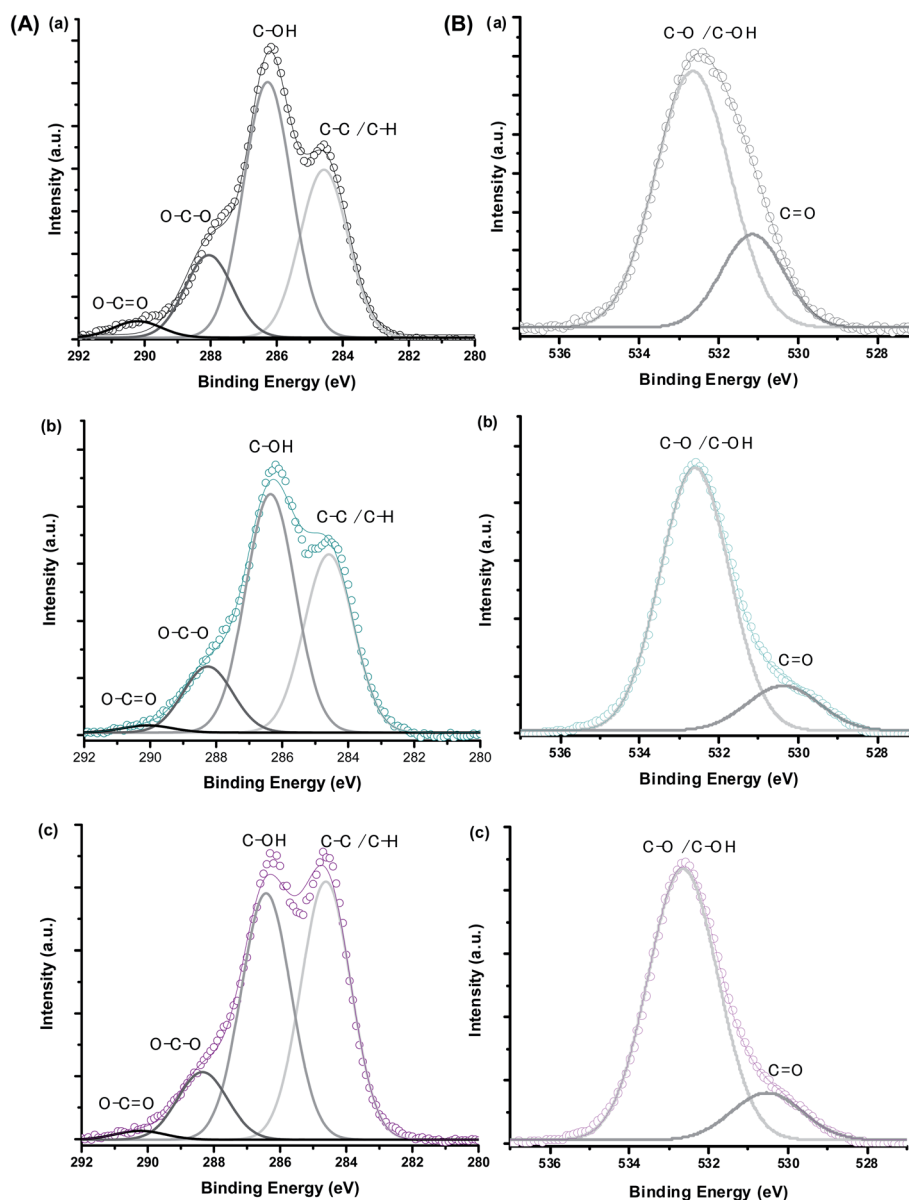 (A)
(a)
C-OH
C-C /C-H
O-C-O
O-C=O
Intensity (a.u.)
292 290 288 286 284 282 280
Binding Energy (eV)
(B)
(a)
C-O /C-OH
C=O
Intensity (a.u.)
536 534 532 530 528
Binding Energy (eV)
(b)
C-OH
C-C /C-H
O-C-O
O-C=O
Intensity (a.u.)
292 290 288 286 284 282 280
Binding Energy (eV)
(b)
C-O /C-OH
C=O
Intensity (a.u.)
536 534 532 530 528
Binding Energy (eV)
(c)
C-OH
C-C /C-H
O-C-O
O-C=O
Intensity (a.u.)
292 290 288 286 284 282 280
Binding Energy (eV)
(c)
C-O /C-OH
C=O
Intensity (a.u.)
536 534 532 530 528
Binding Energy (eV)